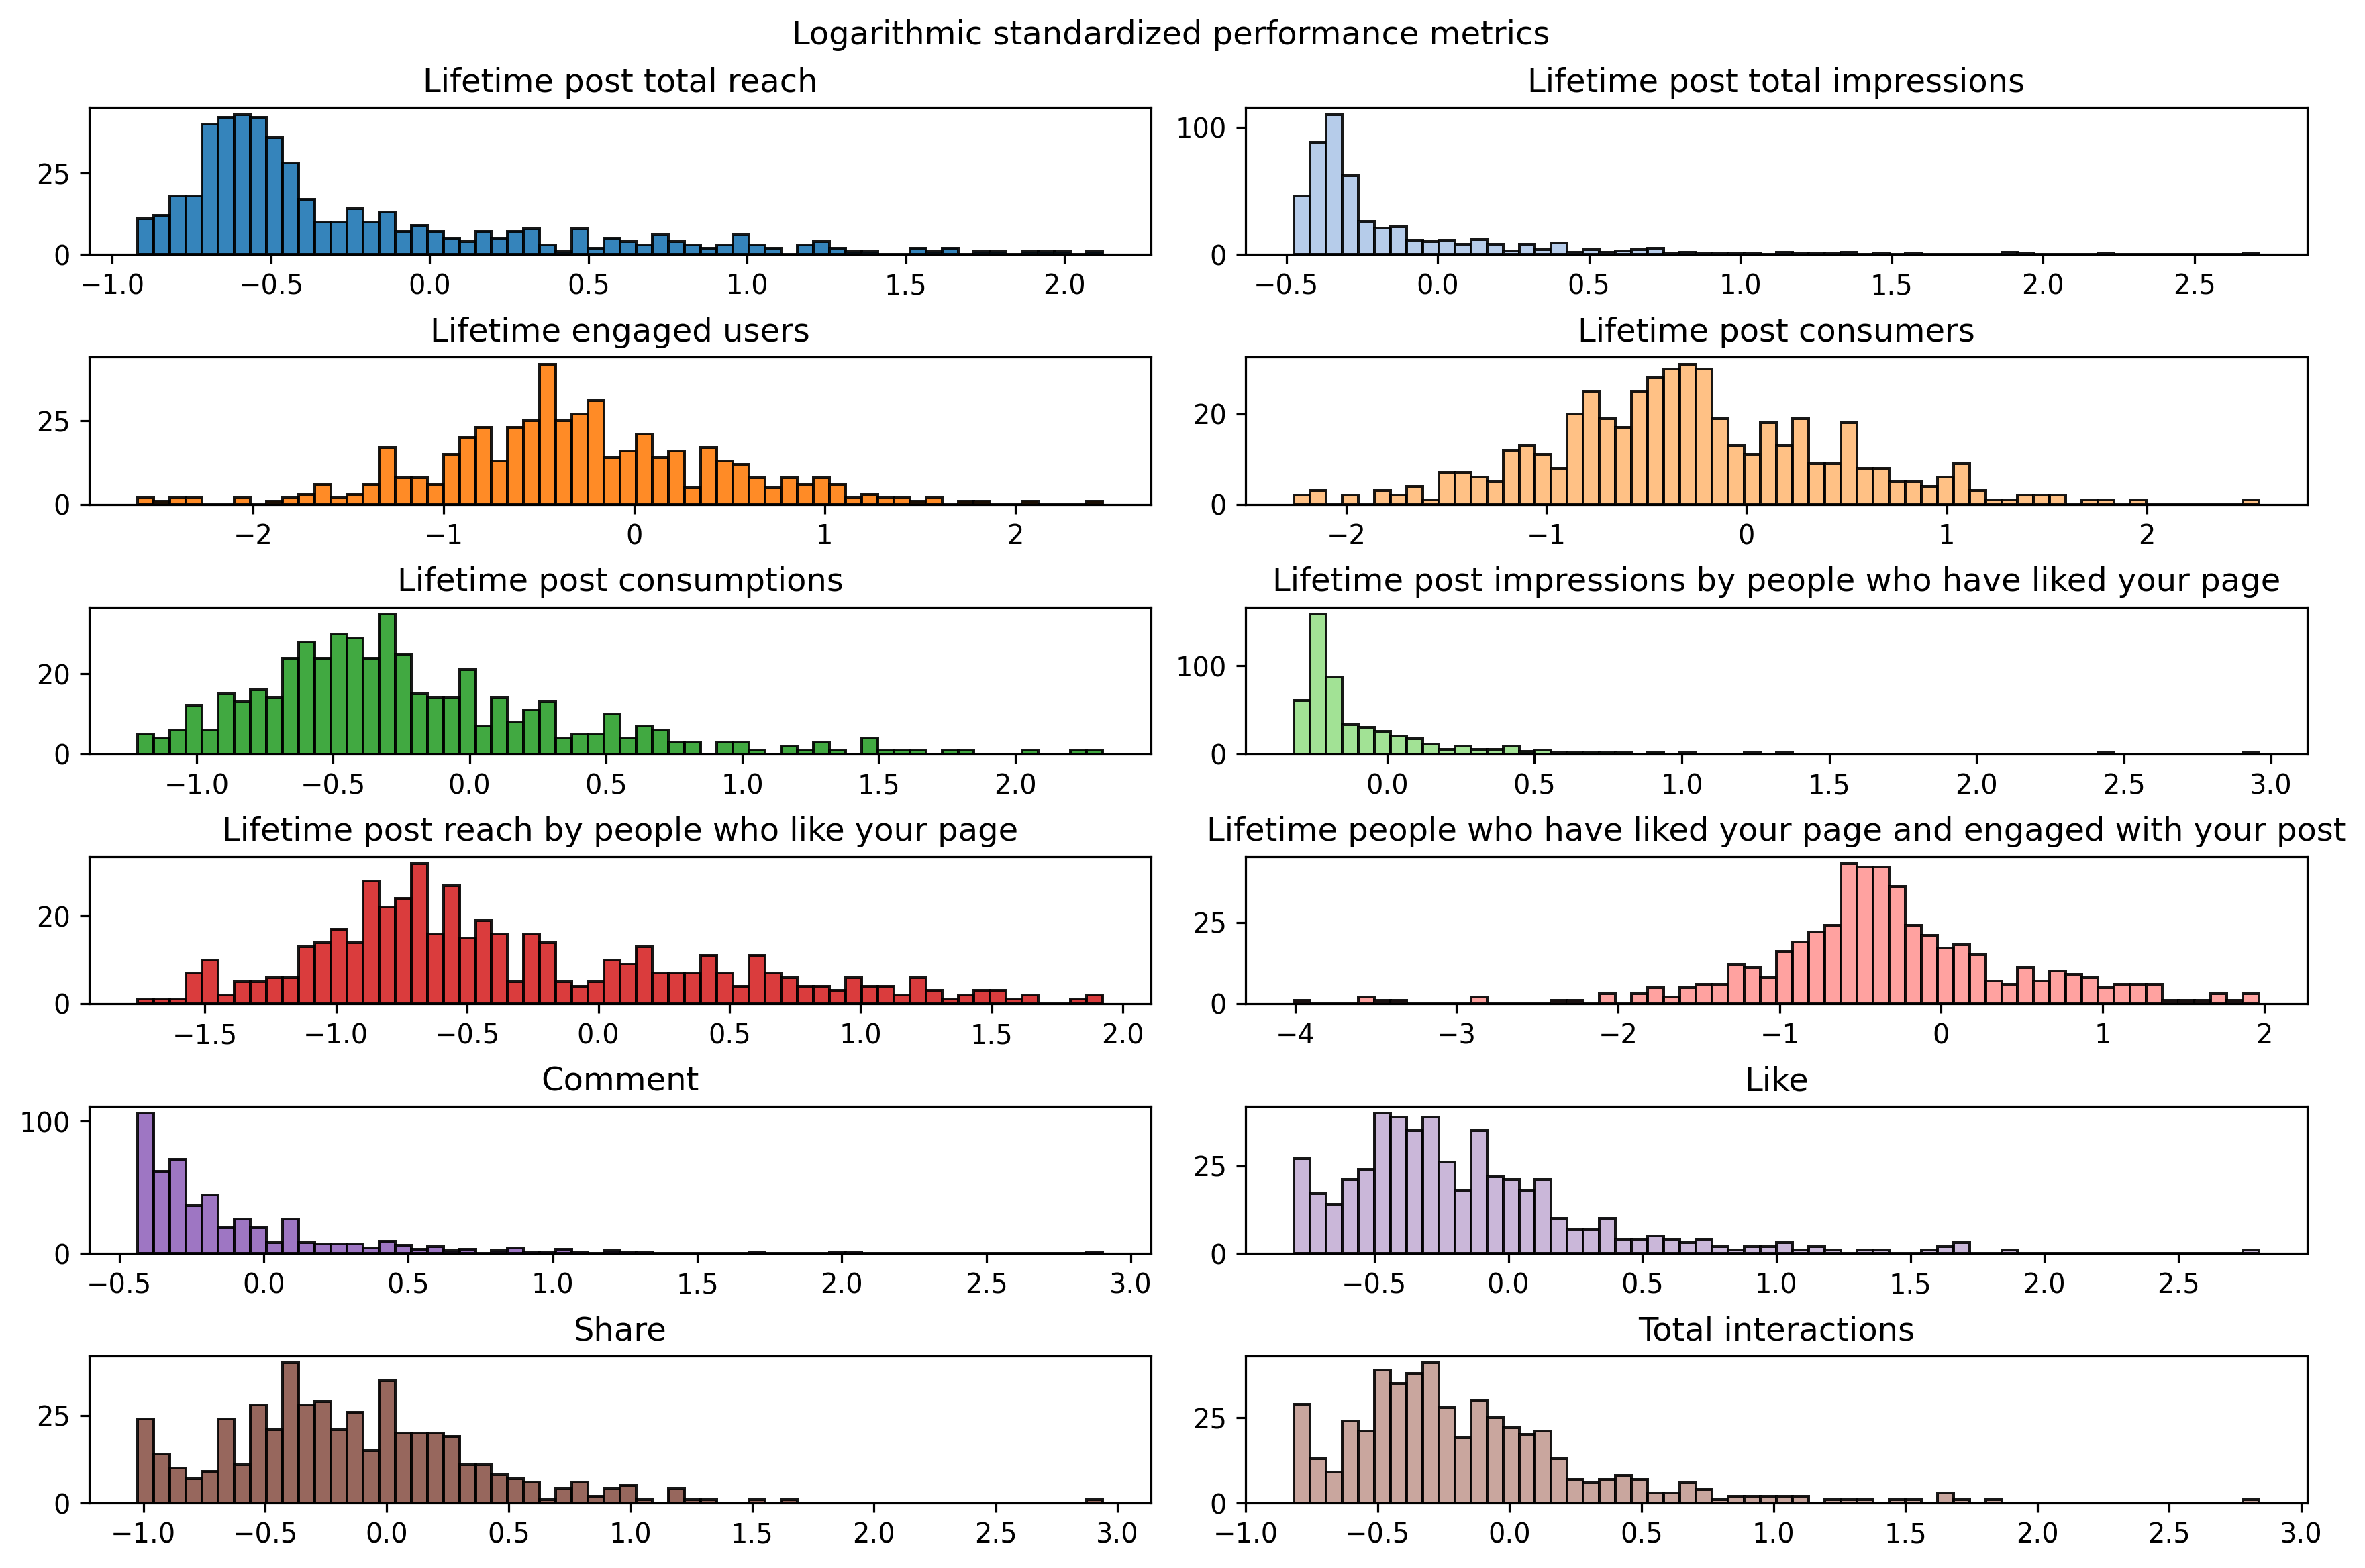 Logarithmic standardized performance metrics
Lifetime post total reach
25
0
−1.0 −0.5 0.0 0.5 1.0 1.5 2.0
Lifetime post total impressions
100
0
−0.5 0.0 0.5 1.0 1.5 2.0 2.5
Lifetime engaged users
25
0
−2 −1 0 1 2
Lifetime post consumers
20
0
−2 −1 0 1 2
Lifetime post consumptions
20
0
−1.0 −0.5 0.0 0.5 1.0 1.5 2.0
Lifetime post impressions by people who have liked your page
100
0
0.0 0.5 1.0 1.5 2.0 2.5 3.0
Lifetime post reach by people who like your page
20
0
−1.5 −1.0 −0.5 0.0 0.5 1.0 1.5 2.0
Lifetime people who have liked your page and engaged with your post
25
0
−4 −3 −2 −1 0 1 2
Comment
100
0
−0.5 0.0 0.5 1.0 1.5 2.0 2.5 3.0
Like
25
0
−0.5 0.0 0.5 1.0 1.5 2.0 2.5
Share
25
0
−1.0 −0.5 0.0 0.5 1.0 1.5 2.0 2.5 3.0
Total interactions
25
0
−1.0 −0.5 0.0 0.5 1.0 1.5 2.0 2.5 3.0